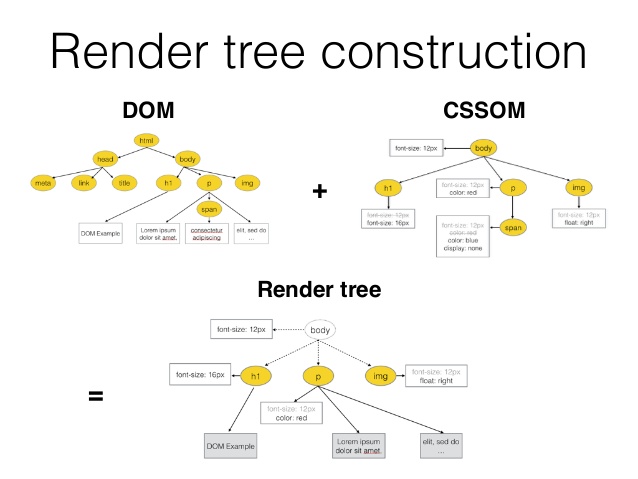 Render tree construction
DOM
CSSOM
html
head
body
meta
link
title
h1
p
img
span
DOM Example
Lorem ipsum
dolor sit amet,
consectetur
adipiscing
elit, sed do
...
+
font-size: 12px
body
h1
font-size: 12px
color: red
p
img
font-size: 12px
font-size: 16px
font-size: 12px
float: right
font-size: 12px
color: red
color: blue
display: none
span
Render tree
font-size: 12px
body
=
font-size: 16px
h1
p
img
font-size: 12px
float: right
font-size: 12px
color: red
DOM Example
Lorem ipsum
dolor sit amet,
elit, sed do
...